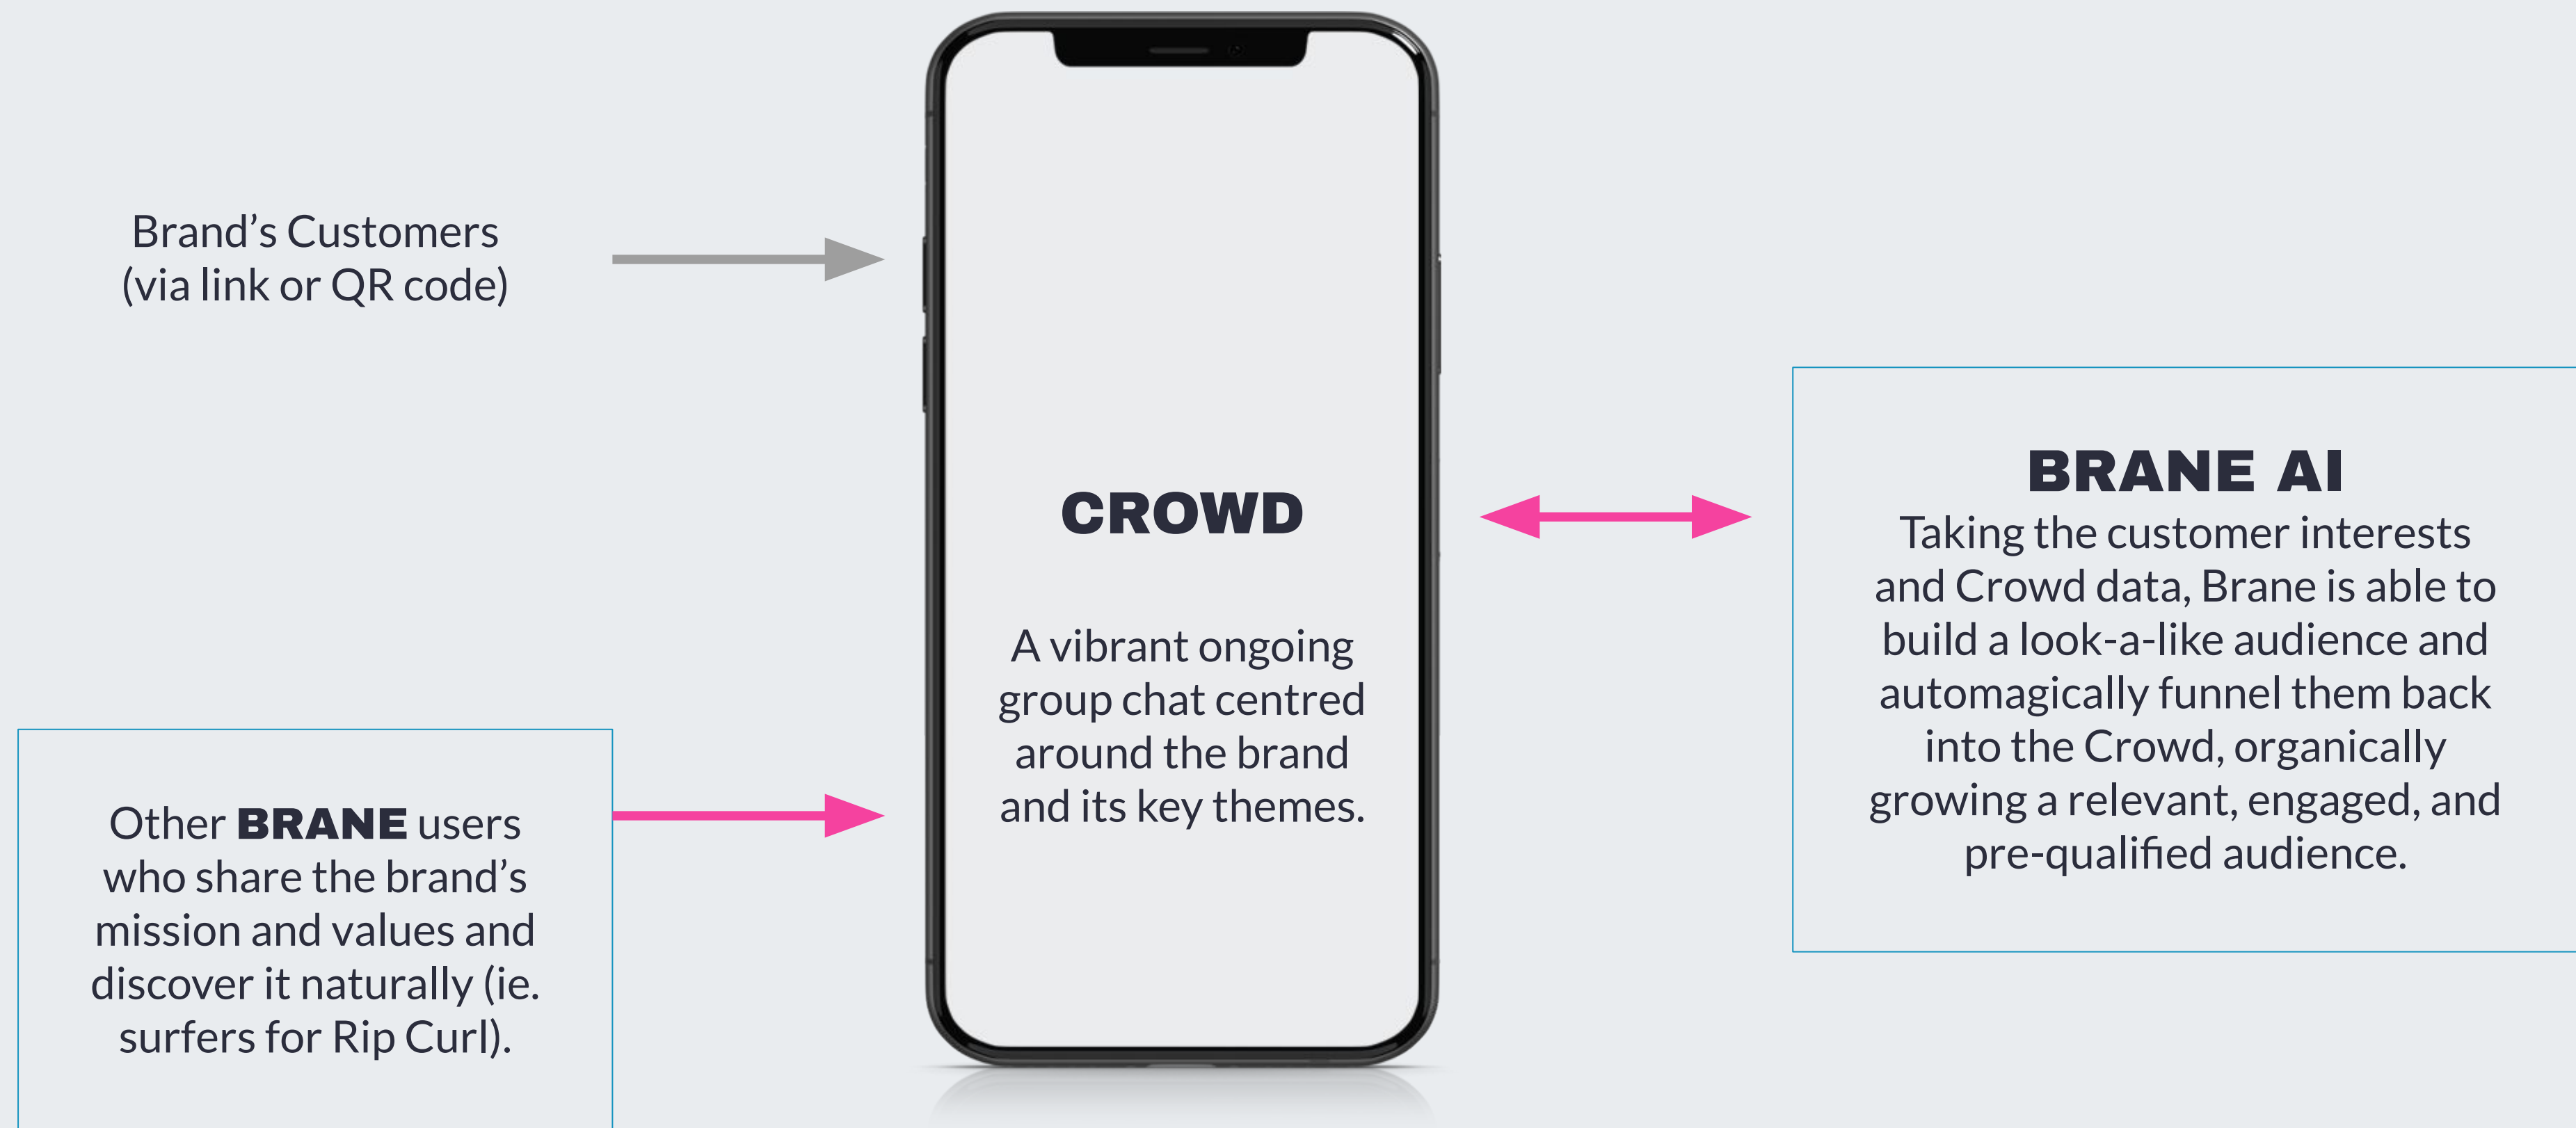 Brand’s Customers
(via link or QR code)
Other BRANE users
who share the brand’s
mission and values and
discover it naturally (ie.
surfers for Rip Curl).
CROWD
A vibrant ongoing
group chat centred
around the brand
and its key themes.
BRANE AI
Taking the customer interests
and Crowd data, Brane is able to
build a look-a-like audience and
automagically funnel them back
into the Crowd, organically
growing a relevant, engaged, and
pre-qualified audience.